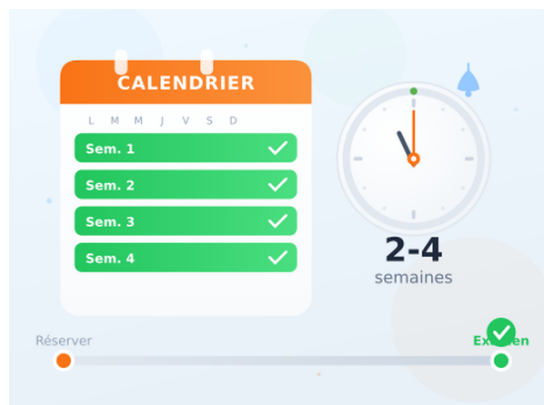 CALENDRIER
L M M J V S D
Sem. 1
Sem. 2
Sem. 3
Sem. 4
2-4
semaines
Réserver